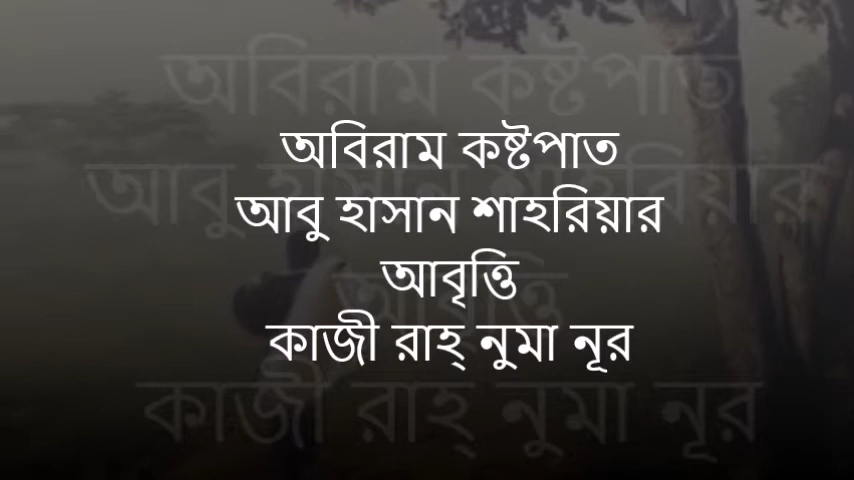 অবিরাম কষ্টপাত
আবু হাসান শাহরিয়ার
আবৃত্তি
কাজী রাহ্ নুমা নূর